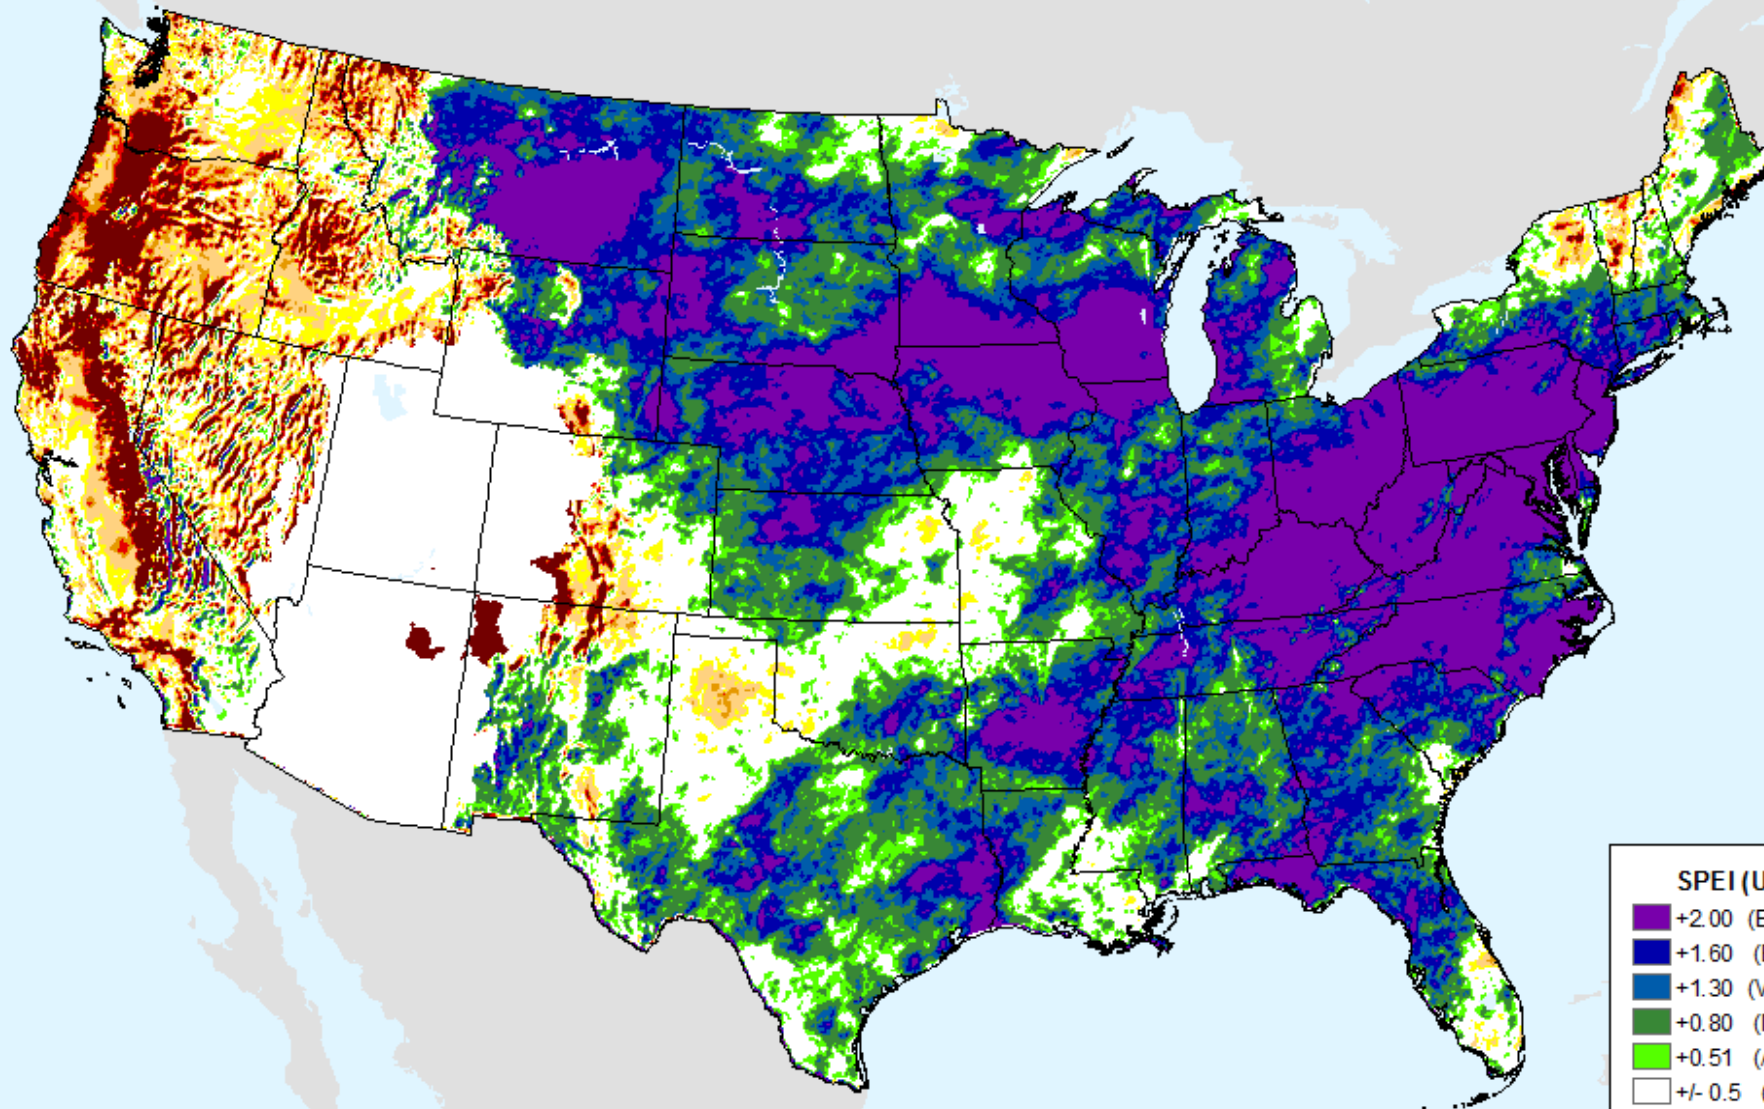 SPEI (U
+2.00 (E
+1.60 (
+1.30 (V
+0.80 (
+0.51 (
+/- 0.5 (